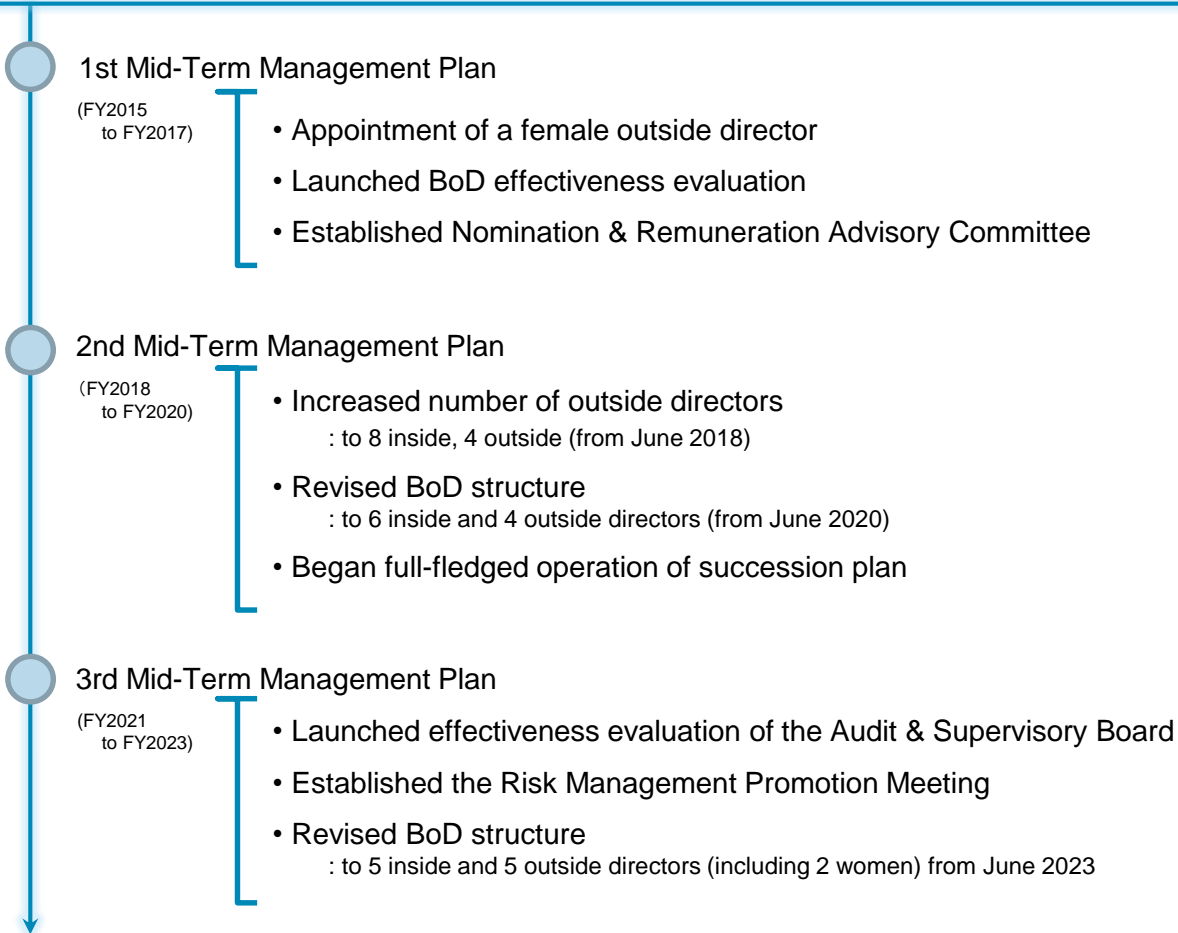 1st Mid-Term Management Plan
(FY2015
to FY2017)
• Appointment of a female outside director
• Launched BoD effectiveness evaluation
• Established Nomination & Remuneration Advisory Committee
2nd Mid-Term Management Plan
（FY2018
to FY2020)
• Increased number of outside directors
: to 8 inside, 4 outside (from June 2018)
• Revised BoD structure
: to 6 inside and 4 outside directors (from June 2020)
• Began full-fledged operation of succession plan
3rd Mid-Term Management Plan
(FY2021
to FY2023)
• Launched effectiveness evaluation of the Audit & Supervisory Board
• Established the Risk Management Promotion Meeting
• Revised BoD structure
: to 5 inside and 5 outside directors (including 2 women) from June 2023